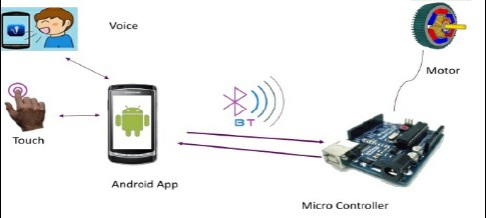 Voice
Motor
Touch
BT
Android App
Micro Controller